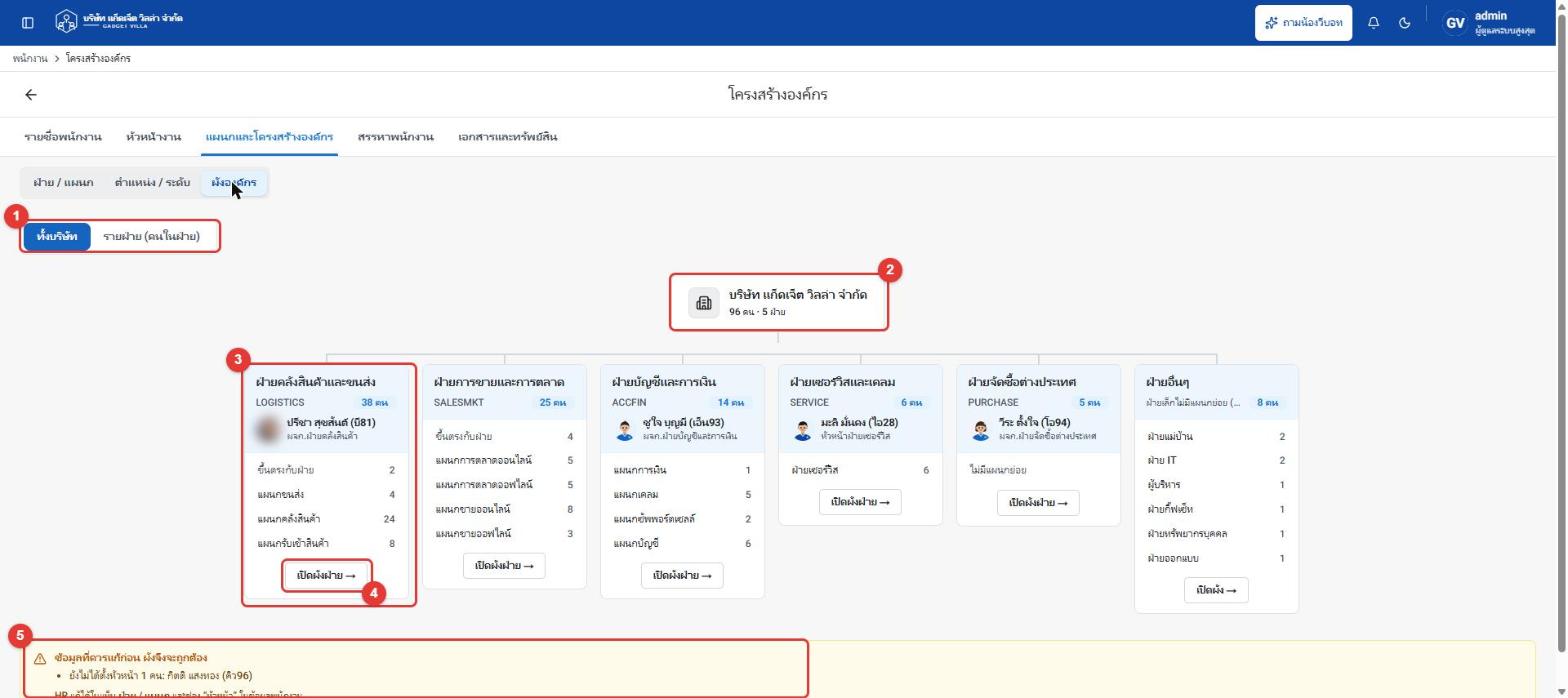 บริษัท แก็ดเจ็ต วิลล่า จำกัด
GADGET VILLA
ถามน้องวีบอท
GV
admin
ผู้ดูแลระบบสูงสุด
พนักงาน > โครงสร้างองค์กร
โครงสร้างองค์กร
รายชื่อพนักงาน หัวหน้างาน แผนกและโครงสร้างองค์กร สรรหาพนักงาน เอกสารและทรัพย์สิน
ฝ่าย / แผนก ตำแหน่ง / ระดับ ผังองค์กร
1
ทั้งบริษัท รายฝ่าย (คนในฝ่าย)
2
บริษัท แก็ดเจ็ต วิลล่า จำกัด
96 คน · 5 ฝ่าย
3
ฝ่ายคลังสินค้าและขนส่ง
LOGISTICS 38 คน
ปรีชา สุขสันต์ (บี81)
ผจก.ฝ่ายคลังสินค้า
ขึ้นตรงกับฝ่าย 2
แผนกขนส่ง 4
แผนกคลังสินค้า 24
แผนกรับเข้าสินค้า 8
เปิดผังฝ่าย →
4
ฝ่ายการขายและการตลาด
SALESMKT 25 คน
ขึ้นตรงกับฝ่าย 4
แผนกการตลาดออนไลน์ 5
แผนกการตลาดออฟไลน์ 5
แผนกขายออนไลน์ 8
แผนกขายออฟไลน์ 3
เปิดผังฝ่าย →
ฝ่ายบัญชีและการเงิน
ACCFIN 14 คน
ชูใจ บุญมี (เอ็น93)
ผจก.ฝ่ายบัญชีและการเงิน
แผนกการเงิน 1
แผนกเคลม 5
แผนกซัพพอร์ตเซลล์ 2
แผนกบัญชี 6
เปิดผังฝ่าย →
ฝ่ายเซอร์วิสและเคลม
SERVICE 6 คน
มะลิ มั่นคง (ไอ28)
หัวหน้าฝ่ายเซอร์วิส
ฝ่ายเซอร์วิส 6
เปิดผังฝ่าย →
ฝ่ายจัดซื้อต่างประเทศ
PURCHASE 5 คน
วีระ ตั้งใจ (โอ94)
ผจก.ฝ่ายจัดซื้อต่างประเทศ
ไม่มีแผนกย่อย
เปิดผังฝ่าย →
ฝ่ายอื่นๆ
ฝ่ายเล็กไม่มีแผนกย่อย (... 8 คน
ฝ่ายแม่บ้าน 2
ฝ่าย IT 2
ผู้บริหาร 1
ฝ่ายกิ๊ฟเซ็ท 1
ฝ่ายทรัพยากรบุคคล 1
ฝ่ายออกแบบ 1
เปิดผัง →
5
ข้อมูลที่ควรแก้ก่อน ผังจึงจะถูกต้อง
• ยังไม่ได้ตั้งหัวหน้า 1 คน: กิตติ แสงทอง (คิว96)